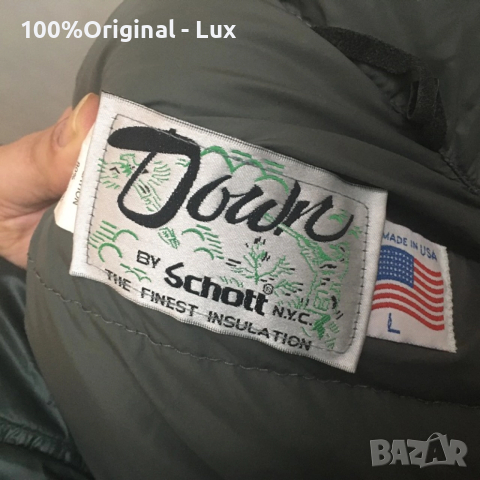 100%Original - Lux
Down
BY Schott® N.Y.C.
THE FINEST INSULATION
MADE IN USA
L
BAZAR